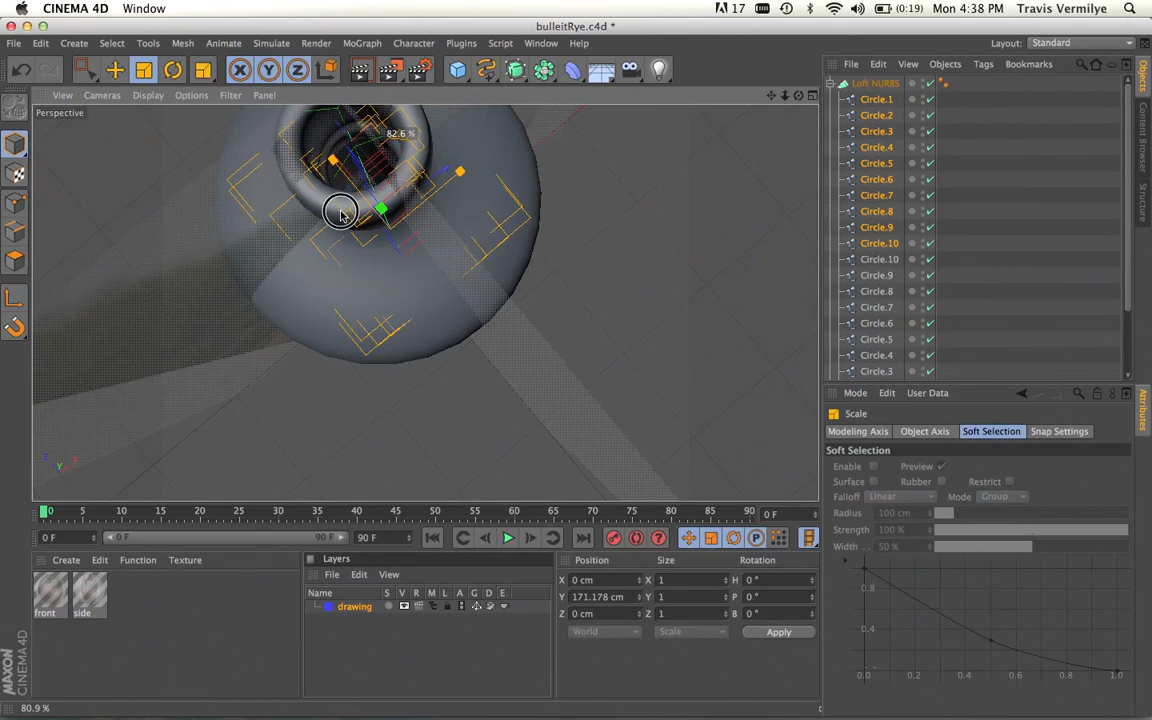 CINEMA 4D Window 17 (0:19) Mon 4:38 PM Travis Vermilye
bulleitRye.c4d *
File Edit Create Select Tools Mesh Animate Simulate Render MoGraph Character Plugins Script Window Help Layout: Standard
X Y Z
File Edit View Objects Tags Bookmarks
View Cameras Display Options Filter Panel
Perspective
82.6 %
Loft NURBS
Circle.1
Circle.2
Circle.3
Circle.4
Circle.5
Circle.6
Circle.7
Circle.8
Circle.9
Circle.10
Circle.10
Circle.9
Circle.8
Circle.7
Circle.6
Circle.5
Circle.4
Circle.3
Objects
Content Browser
Structure
Attributes
Mode Edit User Data
Scale
Modeling Axis Object Axis Soft Selection Snap Settings
Soft Selection
Enable Preview
Surface Rubber Restrict
Falloff Linear Mode Group
Radius 100 cm
Strength 100 %
Width 50 %
0.8
0.4
0.0 0.2 0.4 0.6 0.8 1.0
Z X
Y
0 5 10 15 20 25 30 35 40 45 50 55 60 65 70 75 80 85 90 0 F
0 F 0 F 90 F 90 F
Create Edit Function Texture
front side
Layers
File Edit View
Name S V R M L A G D E
drawing
Position Size Rotation
X 0 cm X 1 H 0 °
Y 171.178 cm Y 1 P 0 °
Z 0 cm Z 1 B 0 °
World Scale Apply
MAXON CINEMA 4D
80.9 %